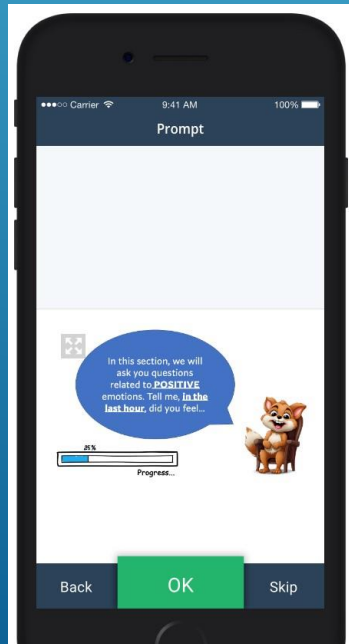 ●●●○○ Carrier 9:41 AM 100%
Prompt
In this section, we will
ask you questions
related to POSITIVE
emotions. Tell me, in the
last hour, did you feel...
25%
Progress...
Back OK Skip